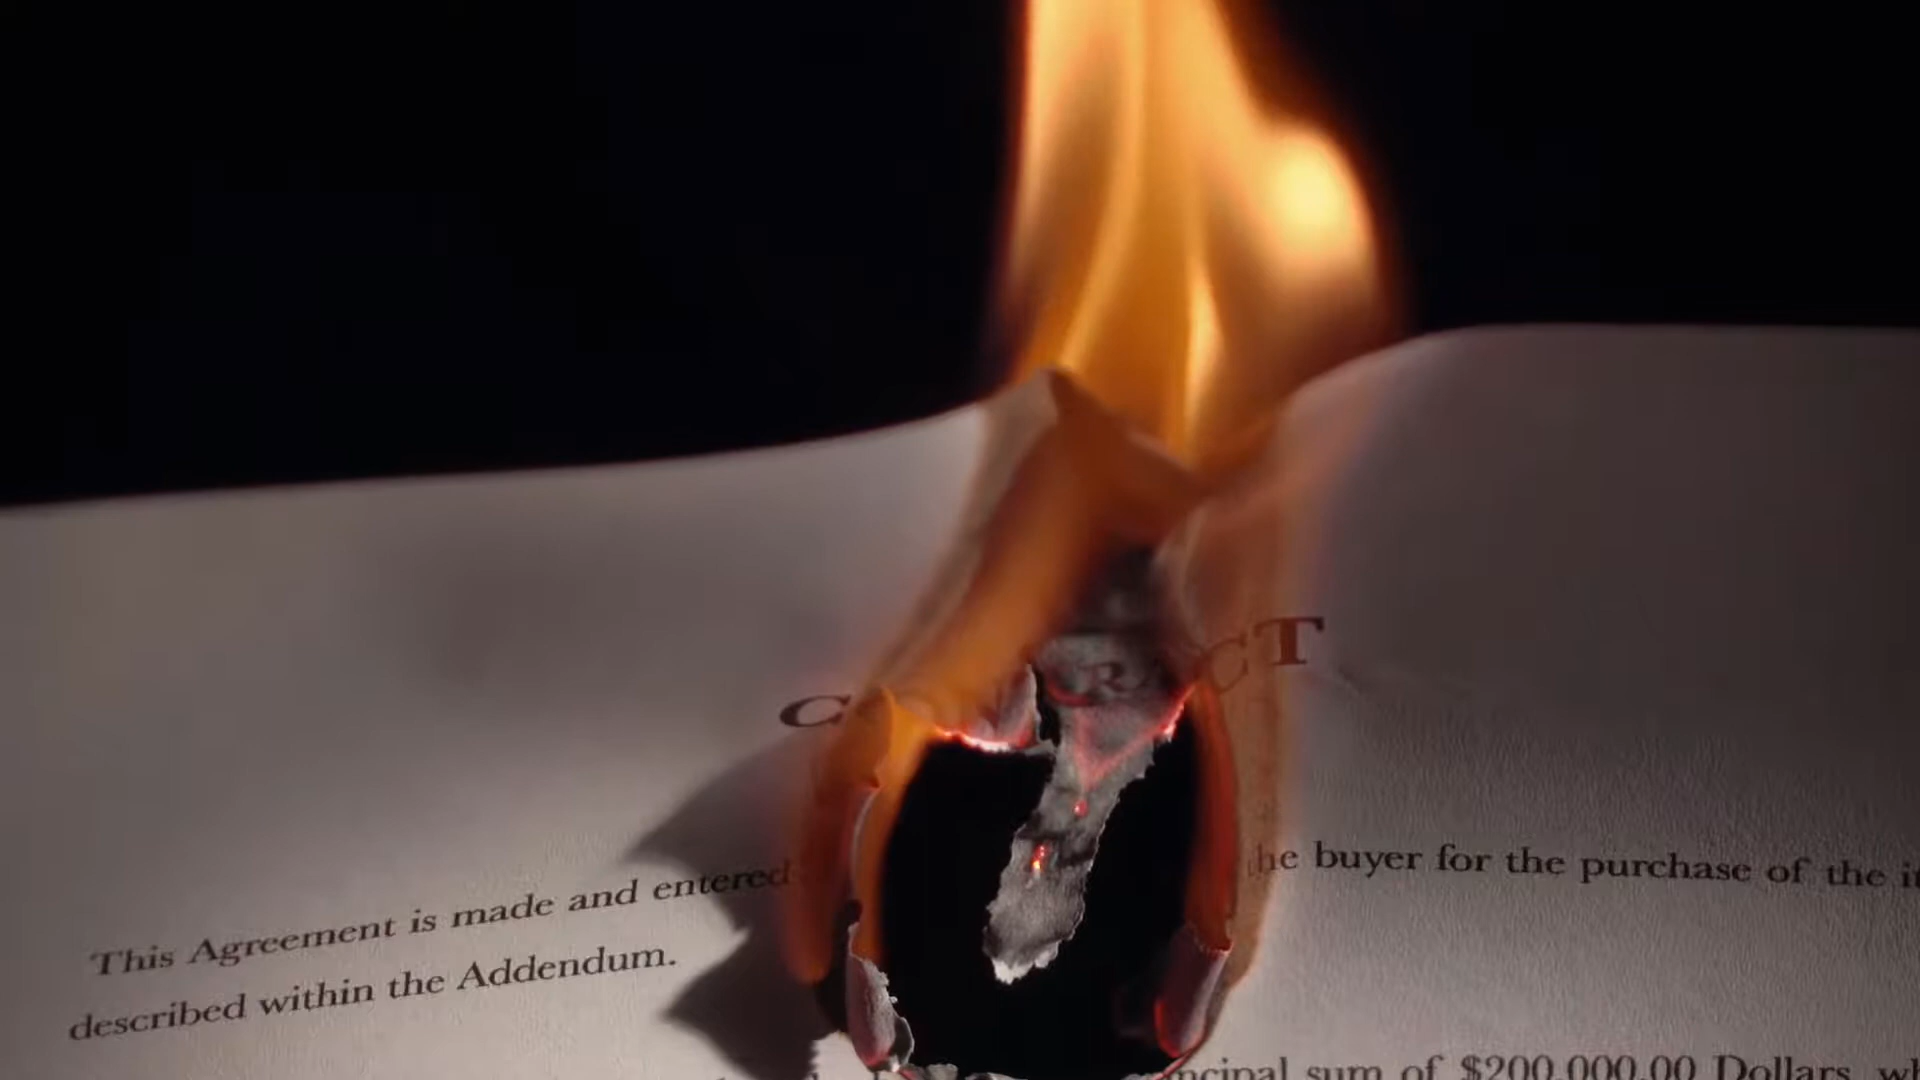 CONTRACT
This Agreement is made and entered he buyer for the purchase of the i
described within the Addendum.
ncipal sum of $200,000.00 Dollars, wh